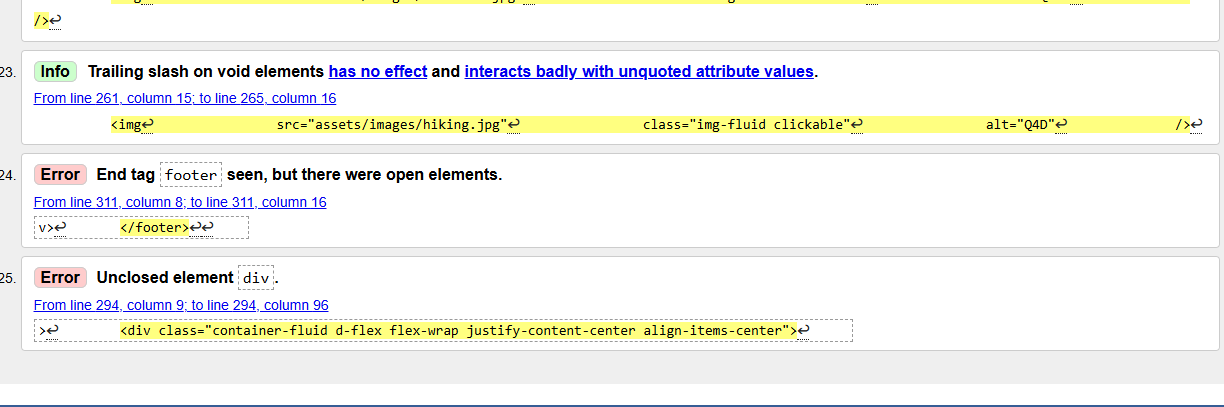 />↩
23. Info Trailing slash on void elements has no effect and interacts badly with unquoted attribute values.
From line 261, column 15; to line 265, column 16
<img↩ src="assets/images/hiking.jpg"↩ class="img-fluid clickable"↩ alt="Q4D"↩ />↩
24. Error End tag footer seen, but there were open elements.
From line 311, column 8; to line 311, column 16
v>↩ </footer>↩↩
25. Error Unclosed element div.
From line 294, column 9; to line 294, column 96
>↩ <div class="container-fluid d-flex flex-wrap justify-content-center align-items-center">↩